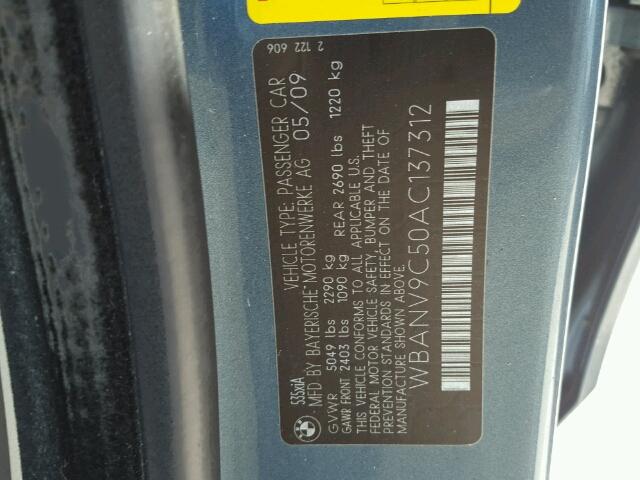 535xiA
VEHICLE TYPE: PASSENGER CAR
MFD BY BAYERISCHE MOTORENWERKE AG 05/09
GVWR 5049 lbs 2290 kg
GAWR FRONT 2403 lbs 1090 kg REAR 2690 lbs 1220 kg
THIS VEHICLE CONFORMS TO ALL APPLICABLE U.S.
FEDERAL MOTOR VEHICLE SAFETY, BUMPER AND THEFT
PREVENTION STANDARDS IN EFFECT ON THE DATE OF
MANUFACTURE SHOWN ABOVE.
WBANV9C50AC137312
2 122 606